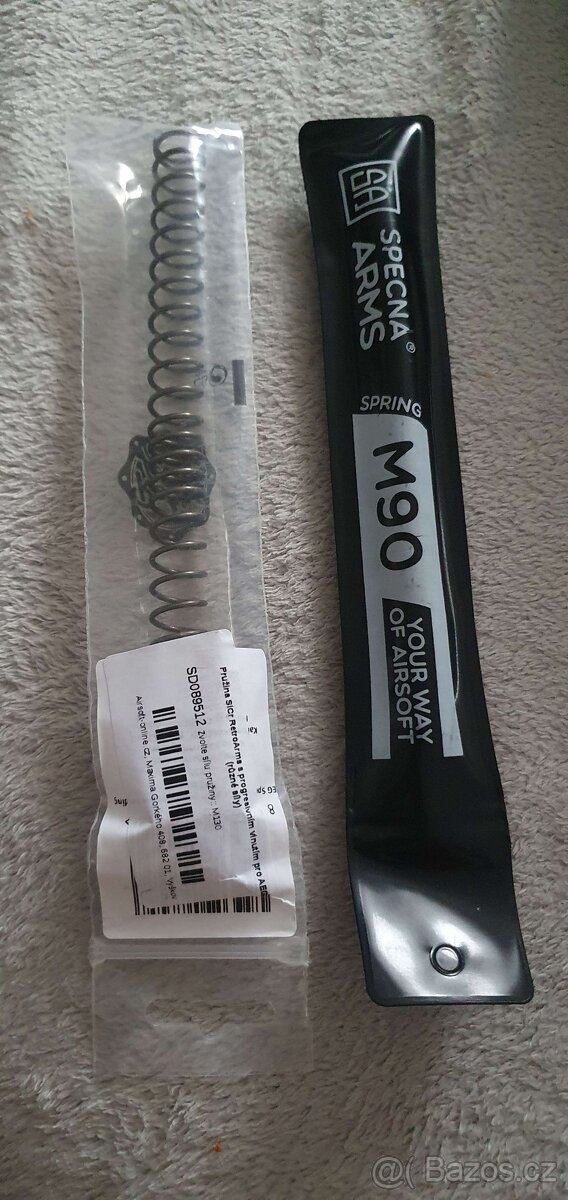 SA
SPECNA
ARMS®
SPRING
M90
YOUR WAY
OF AIRSOFT
Pružina SiCr RetroArms s progresivním vinutím pro AEG
(různé síly)
SD089512 Zvolte sílu pružiny:: M130
Airsoft-online cz, Maxima Gorkého 408, 682 01, Vyškov
@( Bazos.cz